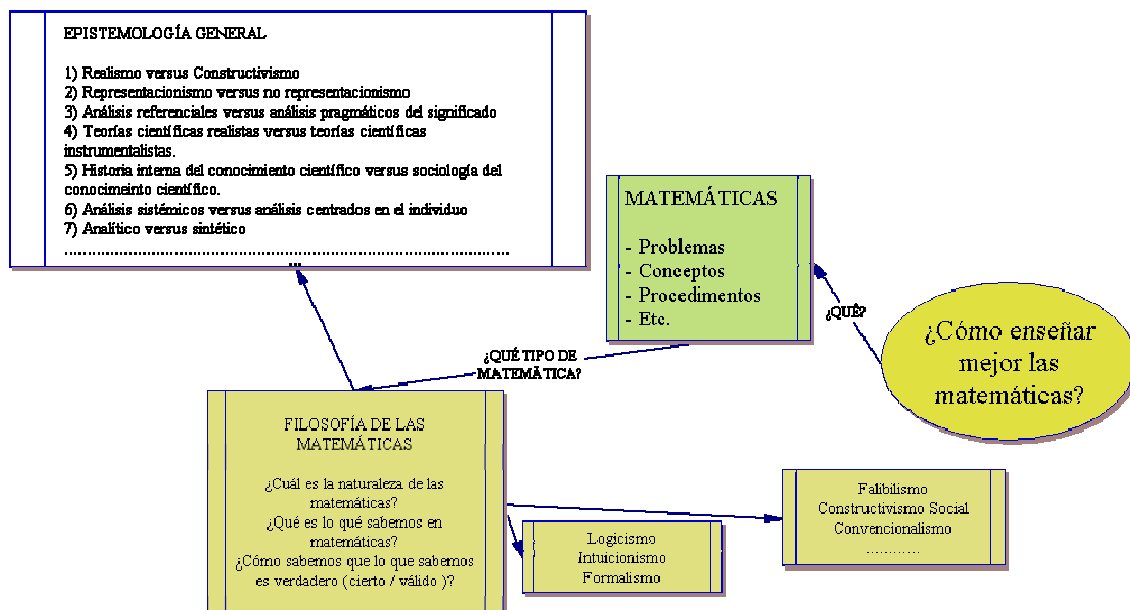 EPISTEMOLOGÍA GENERAL
1) Realismo versus Constructivismo
2) Representacionismo versus no representacionismo
3) Análisis referenciales versus análisis pragmáticos del significado
4) Teorías científicas realistas versus teorías científicas
instrumentalistas.
5) Historia interna del conocimiento científico versus sociología del
conocimeinto científico.
6) Análisis sistémicos versus análisis centrados en el individuo
7) Analítico versus sintético
...............................................................................................................
...
MATEMÁTICAS
- Problemas
- Conceptos
- Procedimentos
- Etc.
¿QUÉ?
¿Cómo enseñar
mejor las
matemáticas?
¿QUÉ TIPO DE
MATEMÁTICA?
FILOSOFÍA DE LAS
MATEMÁTICAS
¿Cuál es la naturaleza de las
matemáticas?
¿Qué es lo qué sabemos en
matemáticas?
¿Cómo sabemos que lo que sabemos
es verdadero ( cierto / válido )?
Logicismo
Intuicionismo
Formalismo
Falibilismo
Constructivismo Social
Convencionalismo
............